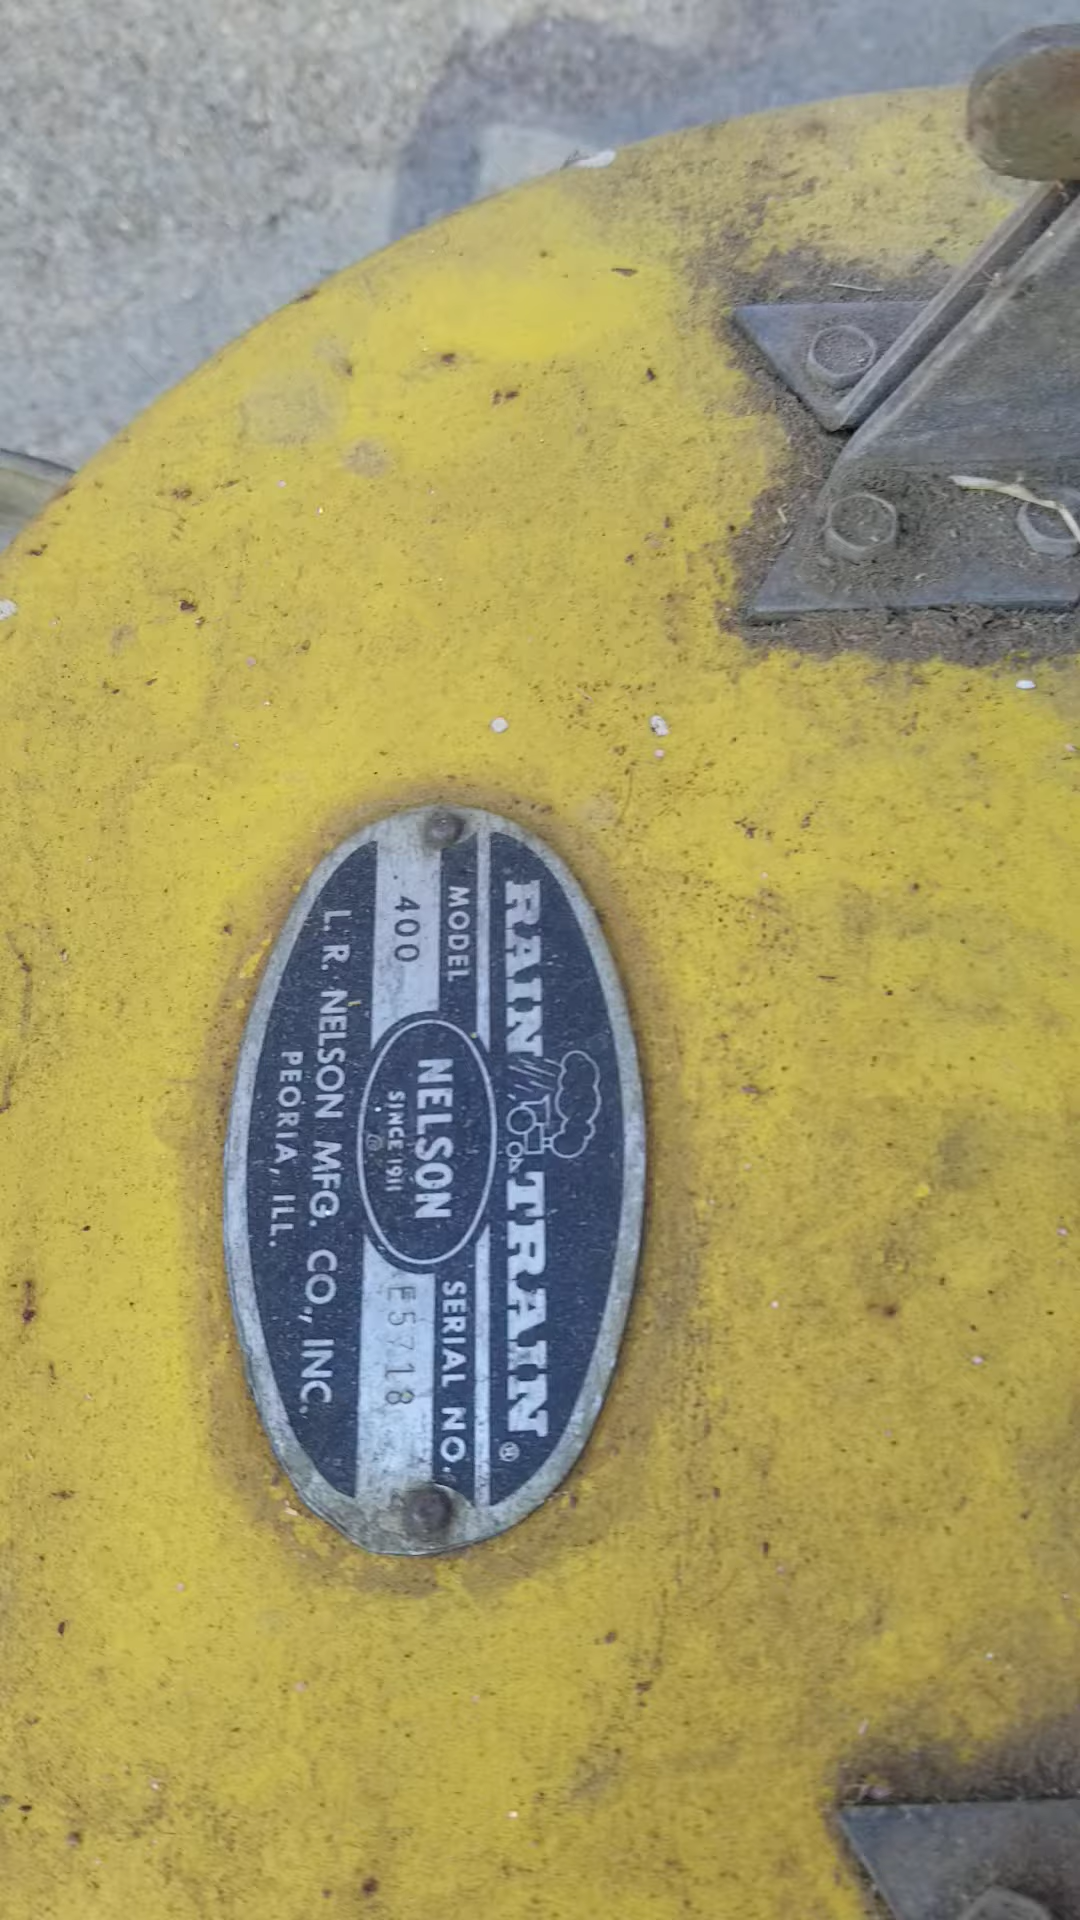 RAIN TRAIN ®
MODEL
SERIAL NO.
400
E5718
NELSON
SINCE 1911
®
L. R. NELSON MFG. CO., INC.
PEORIA, ILL.